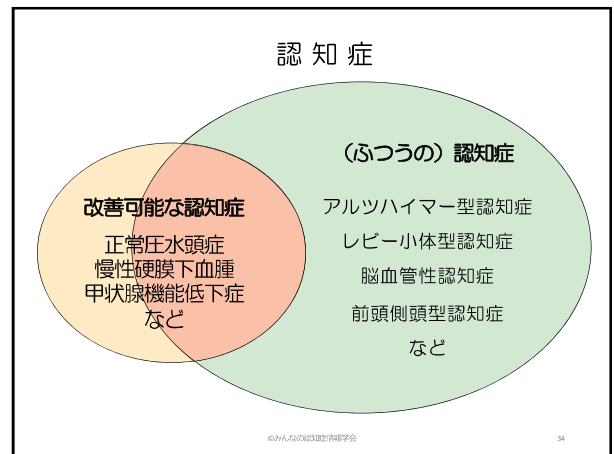 認 知 症
（ふつうの）認知症
改善可能な認知症
正常圧水頭症
慢性硬膜下血腫
甲状腺機能低下症
など
アルツハイマー型認知症
レビー小体型認知症
脳血管性認知症
前頭側頭型認知症
など
©みんなの認知症情報学会
34